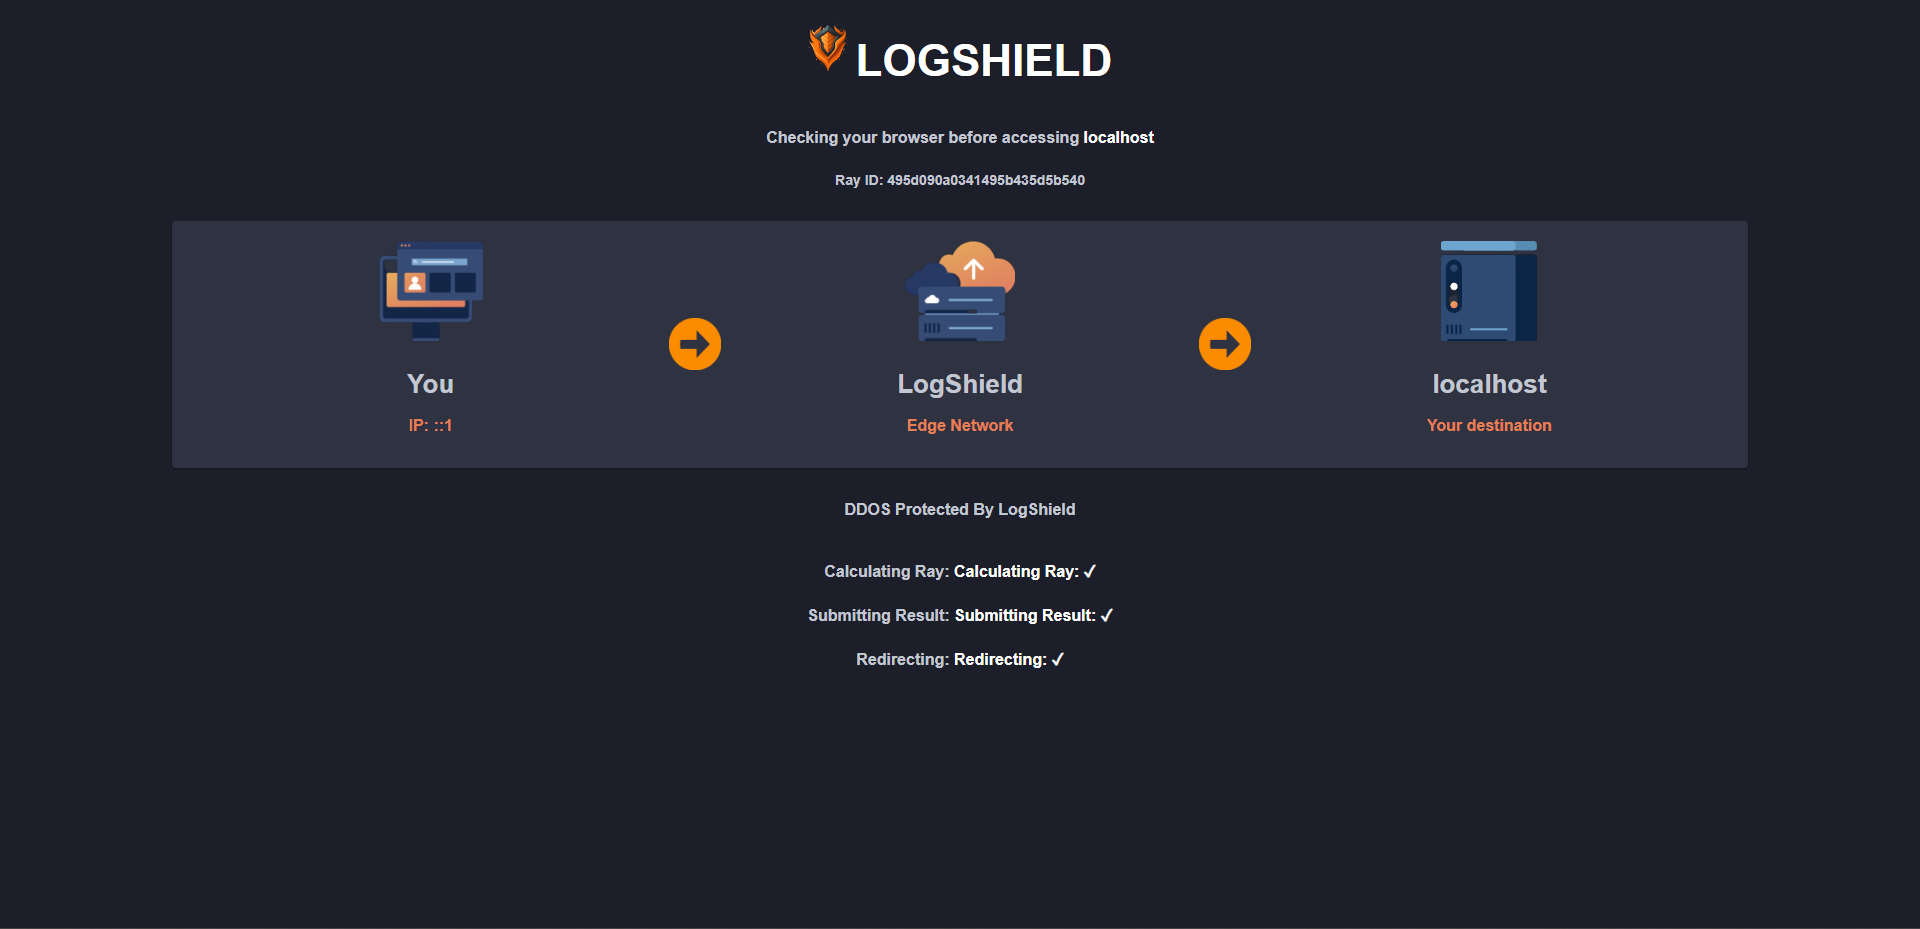 LOGSHIELD
Checking your browser before accessing localhost
Ray ID: 495d090a0341495b435d5b540
You
IP: ::1
LogShield
Edge Network
localhost
Your destination
DDOS Protected By LogShield
Calculating Ray: Calculating Ray: ✓
Submitting Result: Submitting Result: ✓
Redirecting: Redirecting: ✓